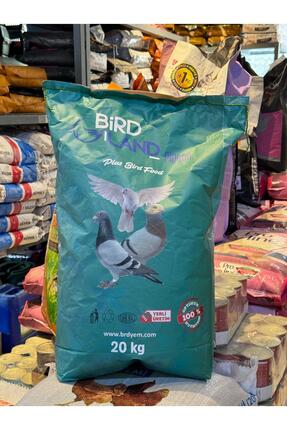 BiRD
LAND
Plus Bird Food
YERLİ
ÜRETİM
100%
www.brdyem.com
20 kg